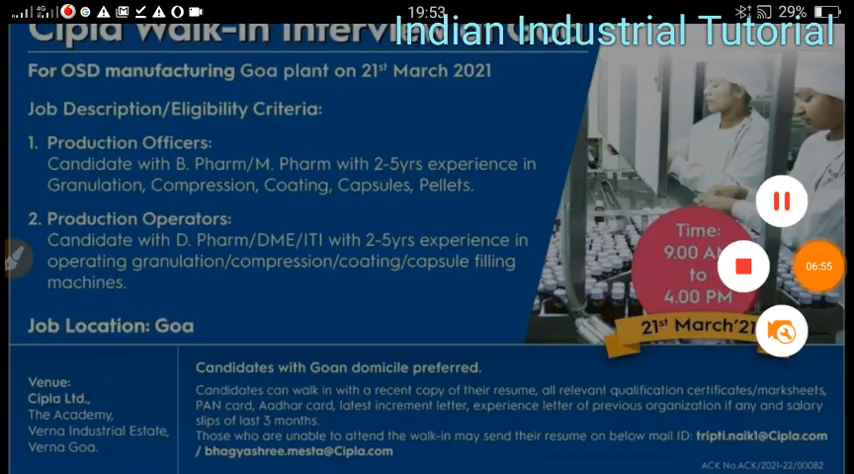 4G
19:53
29%
Cipla Walk-in Interview
Indian Industrial Tutorial
For OSD manufacturing Goa plant on 21st March 2021
Job Description/Eligibility Criteria:
1. Production Officers:
Candidate with B. Pharm/M. Pharm with 2-5yrs experience in
Granulation, Compression, Coating, Capsules, Pellets.
2. Production Operators:
Candidate with D. Pharm/DME/ITI with 2-5yrs experience in
operating granulation/compression/coating/capsule filling
machines.
Job Location: Goa
Time:
9.00 A
to
4.00 PM
06:55
21st March'21
Venue:
Cipla Ltd.,
The Academy,
Verna Industrial Estate,
Verna Goa.
Candidates with Goan domicile preferred.
Candidates can walk in with a recent copy of their resume, all relevant qualification certificates/marksheets,
PAN card, Aadhar card, latest increment letter, experience letter of previous organization if any and salary
slips of last 3 months.
Those who are unable to attend the walk-in may send their resume on below mail ID: tripti.naik1@Cipla.com
/ bhagyashree.mesta@Cipla.com
ACK No.ACK/2021-22/00082